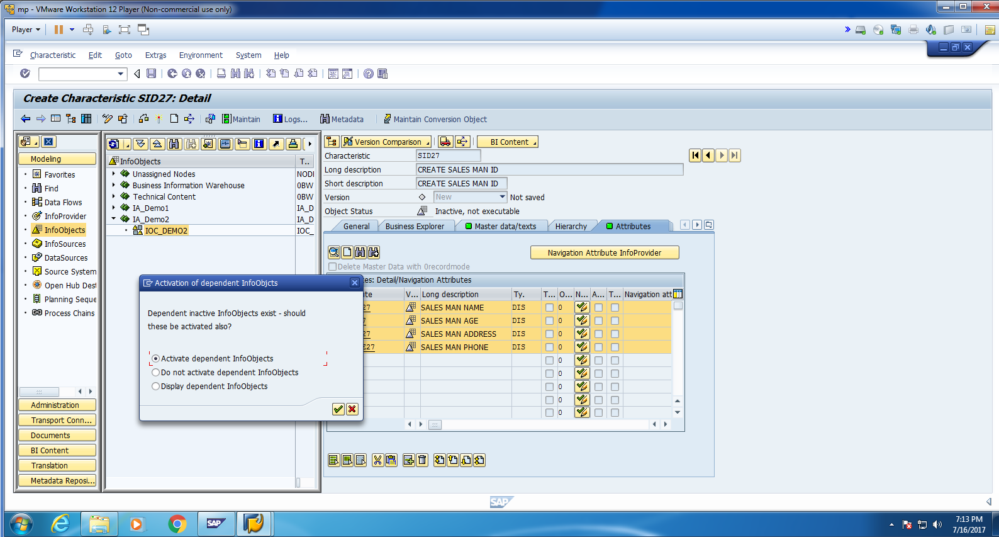 mp - VMware Workstation 12 Player (Non-commercial use only)
Player
Characteristic Edit Goto Extras Environment System Help
Create Characteristic SID27: Detail
Maintain Logs... Metadata Maintain Conversion Object
Modeling
Favorites
Find
Data Flows
InfoProvider
InfoObjects
InfoSources
DataSources
Source System
Open Hub Dest
Planning Seque
Process Chains
Administration
Transport Conn...
Documents
BI Content
Translation
Metadata Reposi...
InfoObjects T..
Unassigned Nodes NODI
Business Information Warehouse 0BW
Technical Content 0BW
IA_Demo1 IA_D
IA_Demo2 IA_D
IOC_DEMO2 IOC_
Version Comparison BI Content
Characteristic SID27
Long description CREATE SALES MAN ID
Short description CREATE SALES MAN ID
Version New Not saved
Object Status Inactive, not executable
General Business Explorer Master data/texts Hierarchy Attributes
Navigation Attribute InfoProvider
Delete Master Data with 0recordmode
es: Detail/Navigation Attributes
te V... Long description Ty. T... O... N... A... T... Navigation att
27 SALES MAN NAME DIS 0
7 SALES MAN AGE DIS 0
27 SALES MAN ADDRESS DIS 0
E27 SALES MAN PHONE DIS 0
0
0
0
0
0
Activation of dependent InfoObjcts
Dependent inactive InfoObjects exist - should
these be activated also?
Activate dependent InfoObjects
Do not activate dependent InfoObjects
Display dependent InfoObjects
SAP
SAP
7:13 PM
7/16/2017